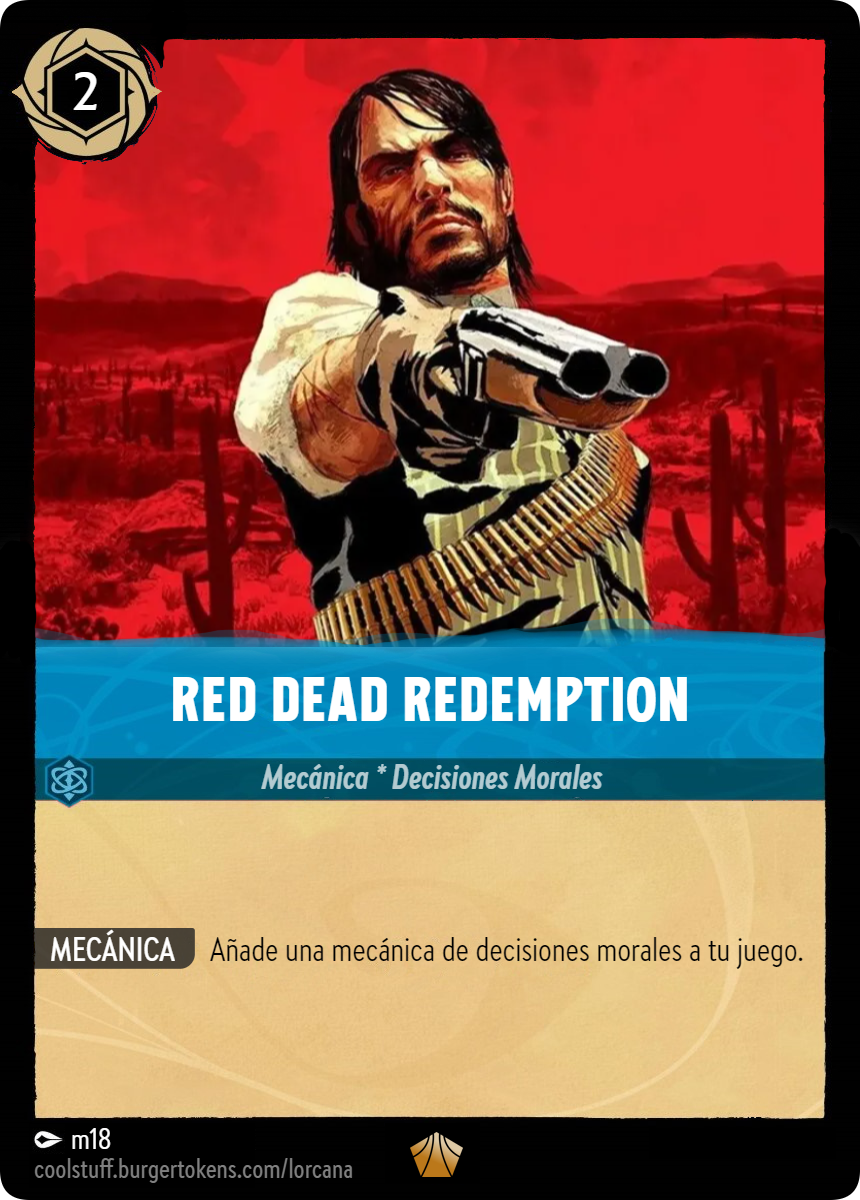 2
RED DEAD REDEMPTION
Mecánica * Decisiones Morales
MECÁNICA Añade una mecánica de decisiones morales a tu juego.
m18
coolstuff.burgertokens.com/lorcana